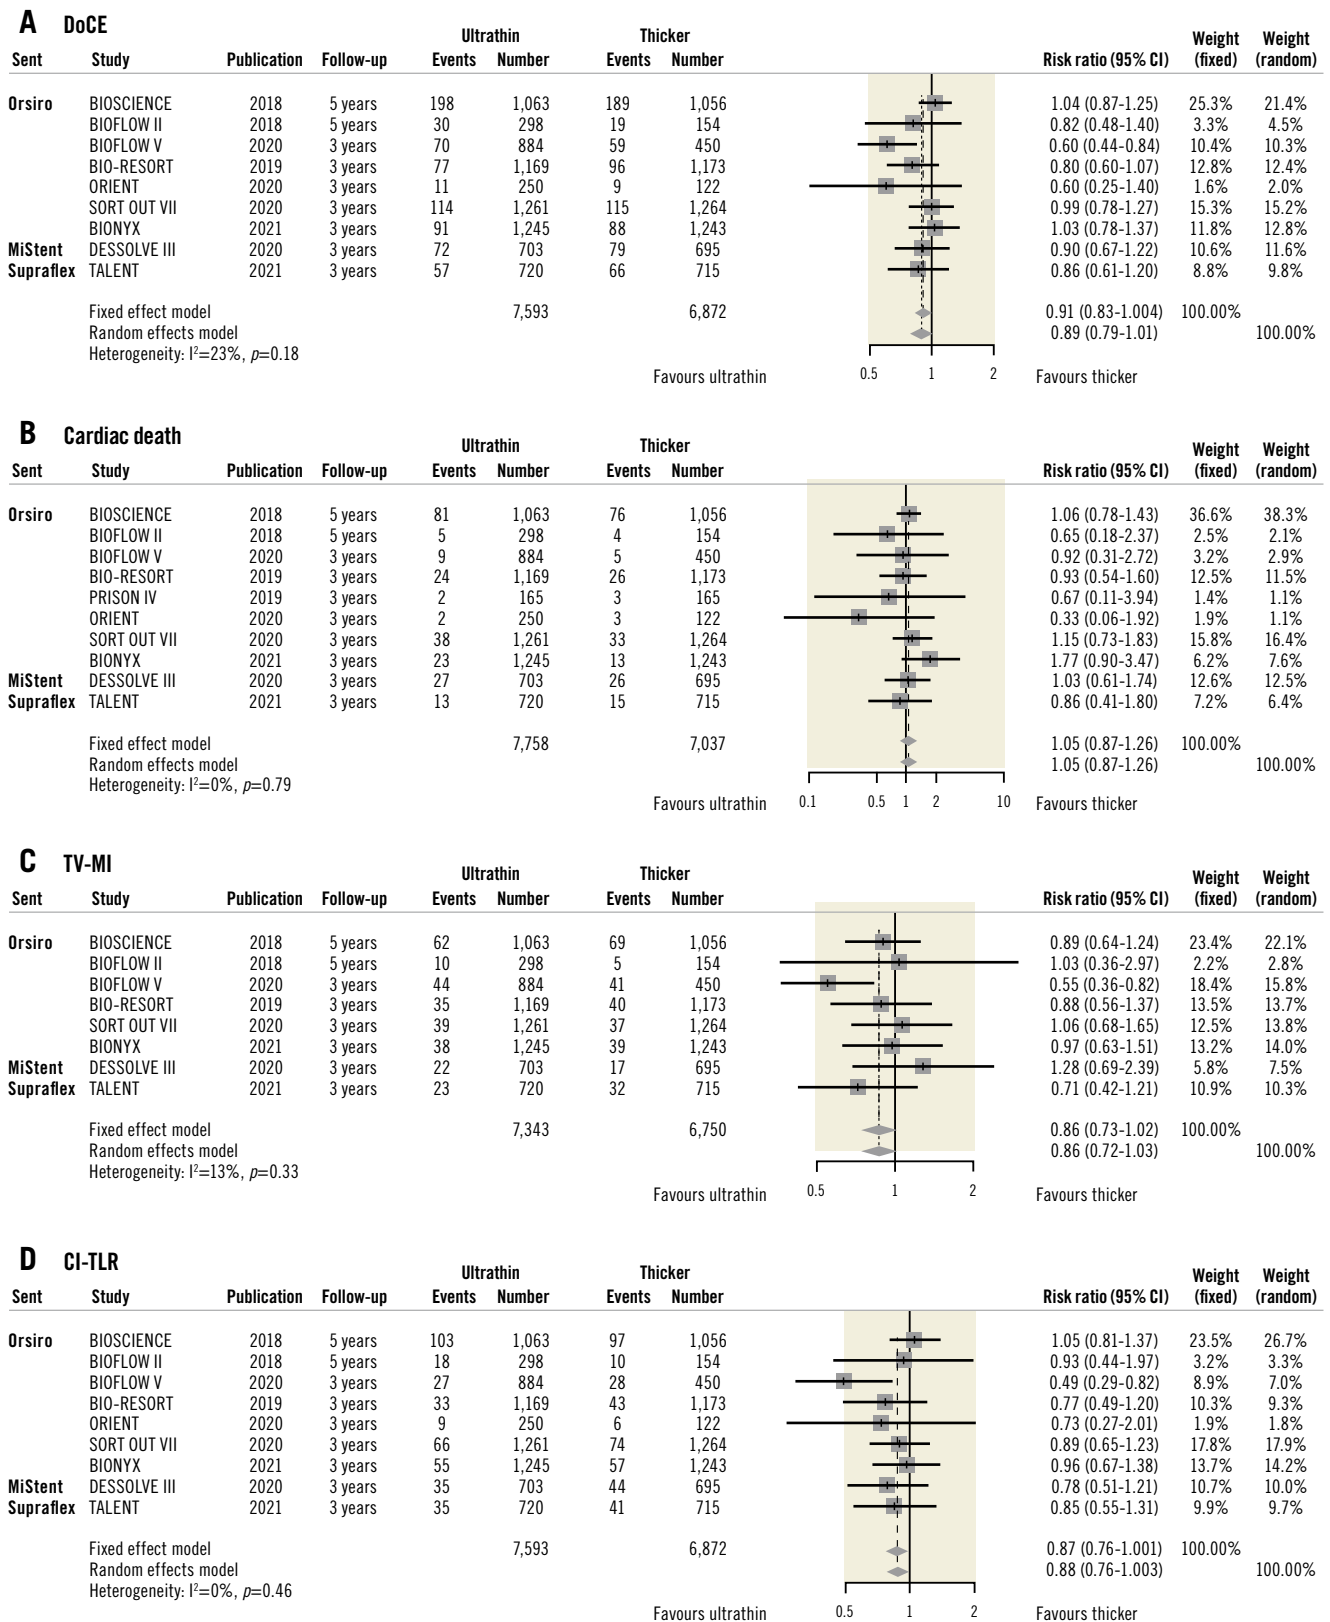 A DoCE
Ultrathin Thicker Weight Weight
Sent Study Publication Follow-up Events Number Events Number Risk ratio (95% CI) (fixed) (random)
Orsiro BIOSCIENCE 2018 5 years 198 1,063 189 1,056 1.04 (0.87-1.25) 25.3% 21.4%
BIOFLOW II 2018 5 years 30 298 19 154 0.82 (0.48-1.40) 3.3% 4.5%
BIOFLOW V 2020 3 years 70 884 59 450 0.60 (0.44-0.84) 10.4% 10.3%
BIO-RESORT 2019 3 years 77 1,169 96 1,173 0.80 (0.60-1.07) 12.8% 12.4%
ORIENT 2020 3 years 11 250 9 122 0.60 (0.25-1.40) 1.6% 2.0%
SORT OUT VII 2020 3 years 114 1,261 115 1,264 0.99 (0.78-1.27) 15.3% 15.2%
BIONYX 2021 3 years 91 1,245 88 1,243 1.03 (0.78-1.37) 11.8% 12.8%
MiStent DESSOLVE III 2020 3 years 72 703 79 695 0.90 (0.67-1.22) 10.6% 11.6%
Supraflex TALENT 2021 3 years 57 720 66 715 0.86 (0.61-1.20) 8.8% 9.8%
Fixed effect model 7,593 6,872 0.91 (0.83-1.004) 100.00%
Random effects model 0.89 (0.79-1.01) 100.00%
Heterogeneity: I²=23%, p=0.18
Favours ultrathin 0.5 1 2 Favours thicker
B Cardiac death
Ultrathin Thicker Weight Weight
Sent Study Publication Follow-up Events Number Events Number Risk ratio (95% CI) (fixed) (random)
Orsiro BIOSCIENCE 2018 5 years 81 1,063 76 1,056 1.06 (0.78-1.43) 36.6% 38.3%
BIOFLOW II 2018 5 years 5 298 4 154 0.65 (0.18-2.37) 2.5% 2.1%
BIOFLOW V 2020 3 years 9 884 5 450 0.92 (0.31-2.72) 3.2% 2.9%
BIO-RESORT 2019 3 years 24 1,169 26 1,173 0.93 (0.54-1.60) 12.5% 11.5%
PRISON IV 2019 3 years 2 165 3 165 0.67 (0.11-3.94) 1.4% 1.1%
ORIENT 2020 3 years 2 250 3 122 0.33 (0.06-1.92) 1.9% 1.1%
SORT OUT VII 2020 3 years 38 1,261 33 1,264 1.15 (0.73-1.83) 15.8% 16.4%
BIONYX 2021 3 years 23 1,245 13 1,243 1.77 (0.90-3.47) 6.2% 7.6%
MiStent DESSOLVE III 2020 3 years 27 703 26 695 1.03 (0.61-1.74) 12.6% 12.5%
Supraflex TALENT 2021 3 years 13 720 15 715 0.86 (0.41-1.80) 7.2% 6.4%
Fixed effect model 7,758 7,037 1.05 (0.87-1.26) 100.00%
Random effects model 1.05 (0.87-1.26) 100.00%
Heterogeneity: I²=0%, p=0.79
Favours ultrathin 0.1 0.5 1 2 10 Favours thicker
C TV-MI
Ultrathin Thicker Weight Weight
Sent Study Publication Follow-up Events Number Events Number Risk ratio (95% CI) (fixed) (random)
Orsiro BIOSCIENCE 2018 5 years 62 1,063 69 1,056 0.89 (0.64-1.24) 23.4% 22.1%
BIOFLOW II 2018 5 years 10 298 5 154 1.03 (0.36-2.97) 2.2% 2.8%
BIOFLOW V 2020 3 years 44 884 41 450 0.55 (0.36-0.82) 18.4% 15.8%
BIO-RESORT 2019 3 years 35 1,169 40 1,173 0.88 (0.56-1.37) 13.5% 13.7%
SORT OUT VII 2020 3 years 39 1,261 37 1,264 1.06 (0.68-1.65) 12.5% 13.8%
BIONYX 2021 3 years 38 1,245 39 1,243 0.97 (0.63-1.51) 13.2% 14.0%
MiStent DESSOLVE III 2020 3 years 22 703 17 695 1.28 (0.69-2.39) 5.8% 7.5%
Supraflex TALENT 2021 3 years 23 720 32 715 0.71 (0.42-1.21) 10.9% 10.3%
Fixed effect model 7,343 6,750 0.86 (0.73-1.02) 100.00%
Random effects model 0.86 (0.72-1.03) 100.00%
Heterogeneity: I²=13%, p=0.33
Favours ultrathin 0.5 1 2 Favours thicker
D CI-TLR
Ultrathin Thicker Weight Weight
Sent Study Publication Follow-up Events Number Events Number Risk ratio (95% CI) (fixed) (random)
Orsiro BIOSCIENCE 2018 5 years 103 1,063 97 1,056 1.05 (0.81-1.37) 23.5% 26.7%
BIOFLOW II 2018 5 years 18 298 10 154 0.93 (0.44-1.97) 3.2% 3.3%
BIOFLOW V 2020 3 years 27 884 28 450 0.49 (0.29-0.82) 8.9% 7.0%
BIO-RESORT 2019 3 years 33 1,169 43 1,173 0.77 (0.49-1.20) 10.3% 9.3%
ORIENT 2020 3 years 9 250 6 122 0.73 (0.27-2.01) 1.9% 1.8%
SORT OUT VII 2020 3 years 66 1,261 74 1,264 0.89 (0.65-1.23) 17.8% 17.9%
BIONYX 2021 3 years 55 1,245 57 1,243 0.96 (0.67-1.38) 13.7% 14.2%
MiStent DESSOLVE III 2020 3 years 35 703 44 695 0.78 (0.51-1.21) 10.7% 10.0%
Supraflex TALENT 2021 3 years 35 720 41 715 0.85 (0.55-1.31) 9.9% 9.7%
Fixed effect model 7,593 6,872 0.87 (0.76-1.001) 100.00%
Random effects model 0.88 (0.76-1.003) 100.00%
Heterogeneity: I²=0%, p=0.46
Favours ultrathin 0.5 1 2 Favours thicker